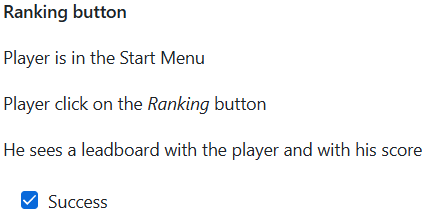 Ranking button
Player is in the Start Menu
Player click on the Ranking button
He sees a leadboard with the player and with his score
Success